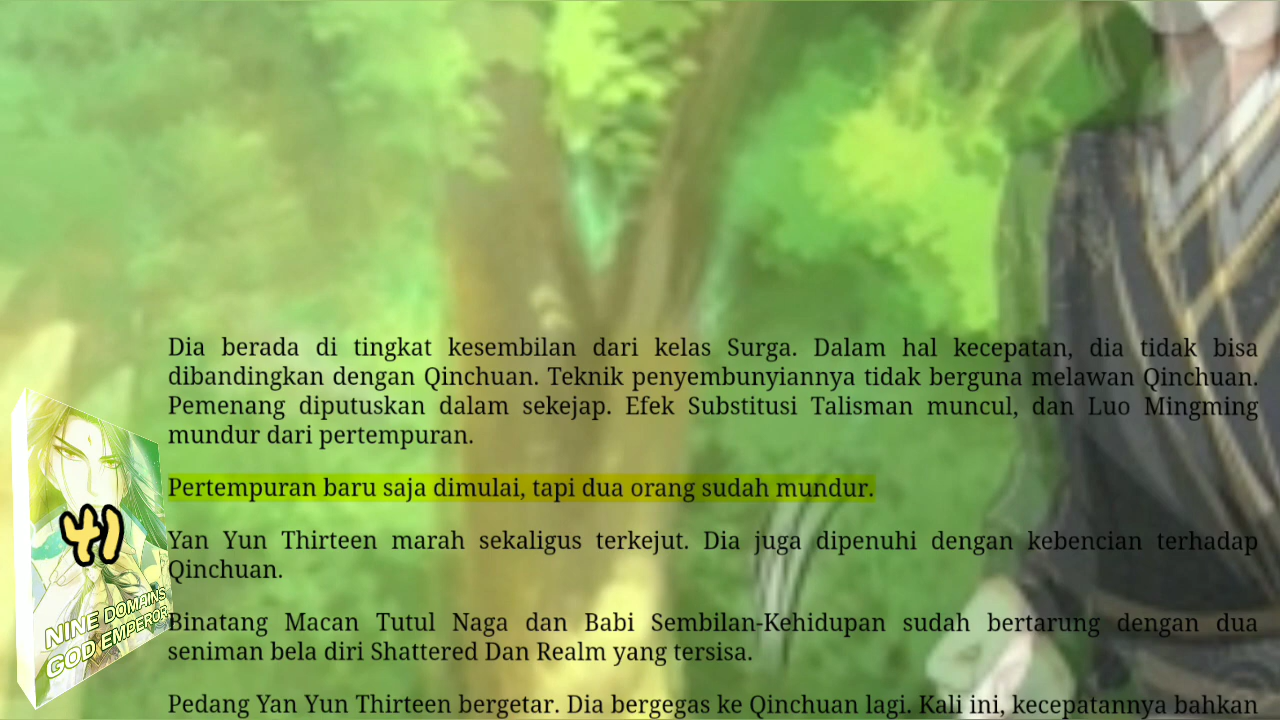 Dia berada di tingkat kesembilan dari kelas Surga. Dalam hal kecepatan, dia tidak bisa
dibandingkan dengan Qinchuan. Teknik penyembunyiannya tidak berguna melawan Qinchuan.
Pemenang diputuskan dalam sekejap. Efek Substitusi Talisman muncul, dan Luo Mingming
mundur dari pertempuran.
Pertempuran baru saja dimulai, tapi dua orang sudah mundur.
Yan Yun Thirteen marah sekaligus terkejut. Dia juga dipenuhi dengan kebencian terhadap
Qinchuan.
Binatang Macan Tutul Naga dan Babi Sembilan-Kehidupan sudah bertarung dengan dua
seniman bela diri Shattered Dan Realm yang tersisa.
Pedang Yan Yun Thirteen bergetar. Dia bergegas ke Qinchuan lagi. Kali ini, kecepatannya bahkan
41
NINE DOMAINS
GOD EMPEROR